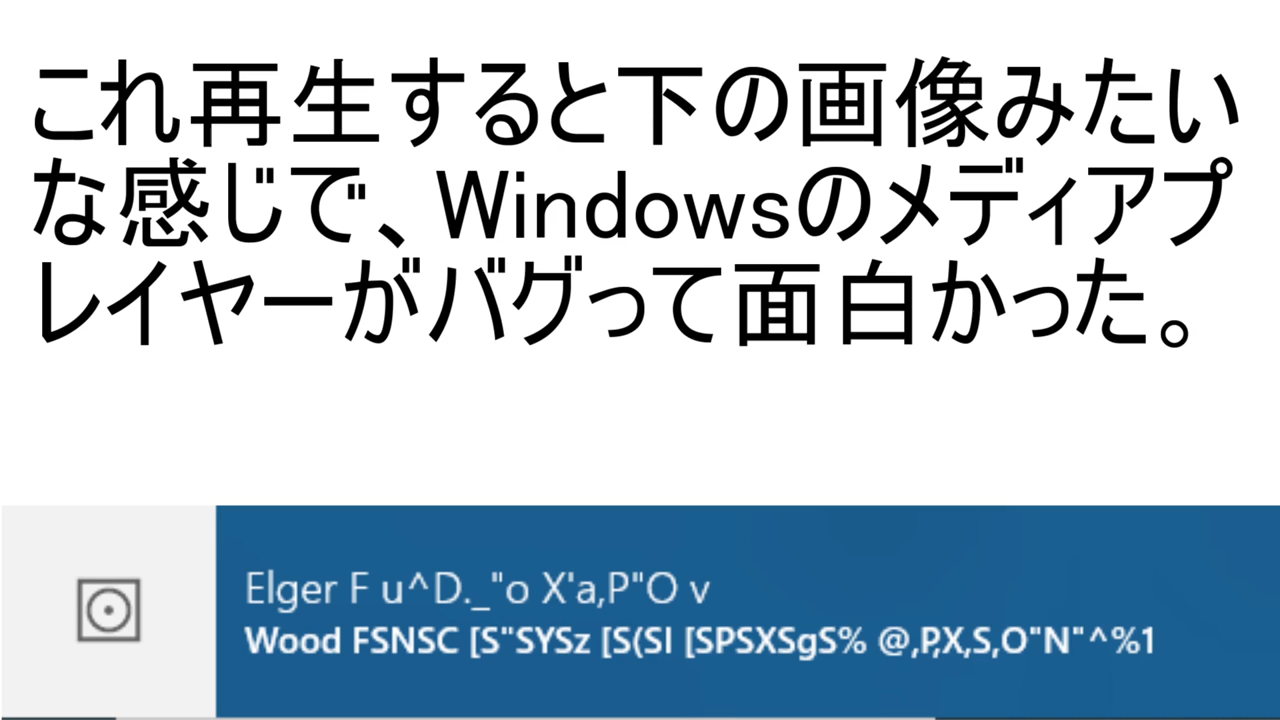 これ再生すると下の画像みたい
な感じで、Windowsのメディアプ
レイヤーがバグって面白かった。
Elger F u^D._"o X'a,P"O v
Wood FSNSC [S"SYSz [S(SI [SPSXSgS% @,P,X,S,O"N"^%1